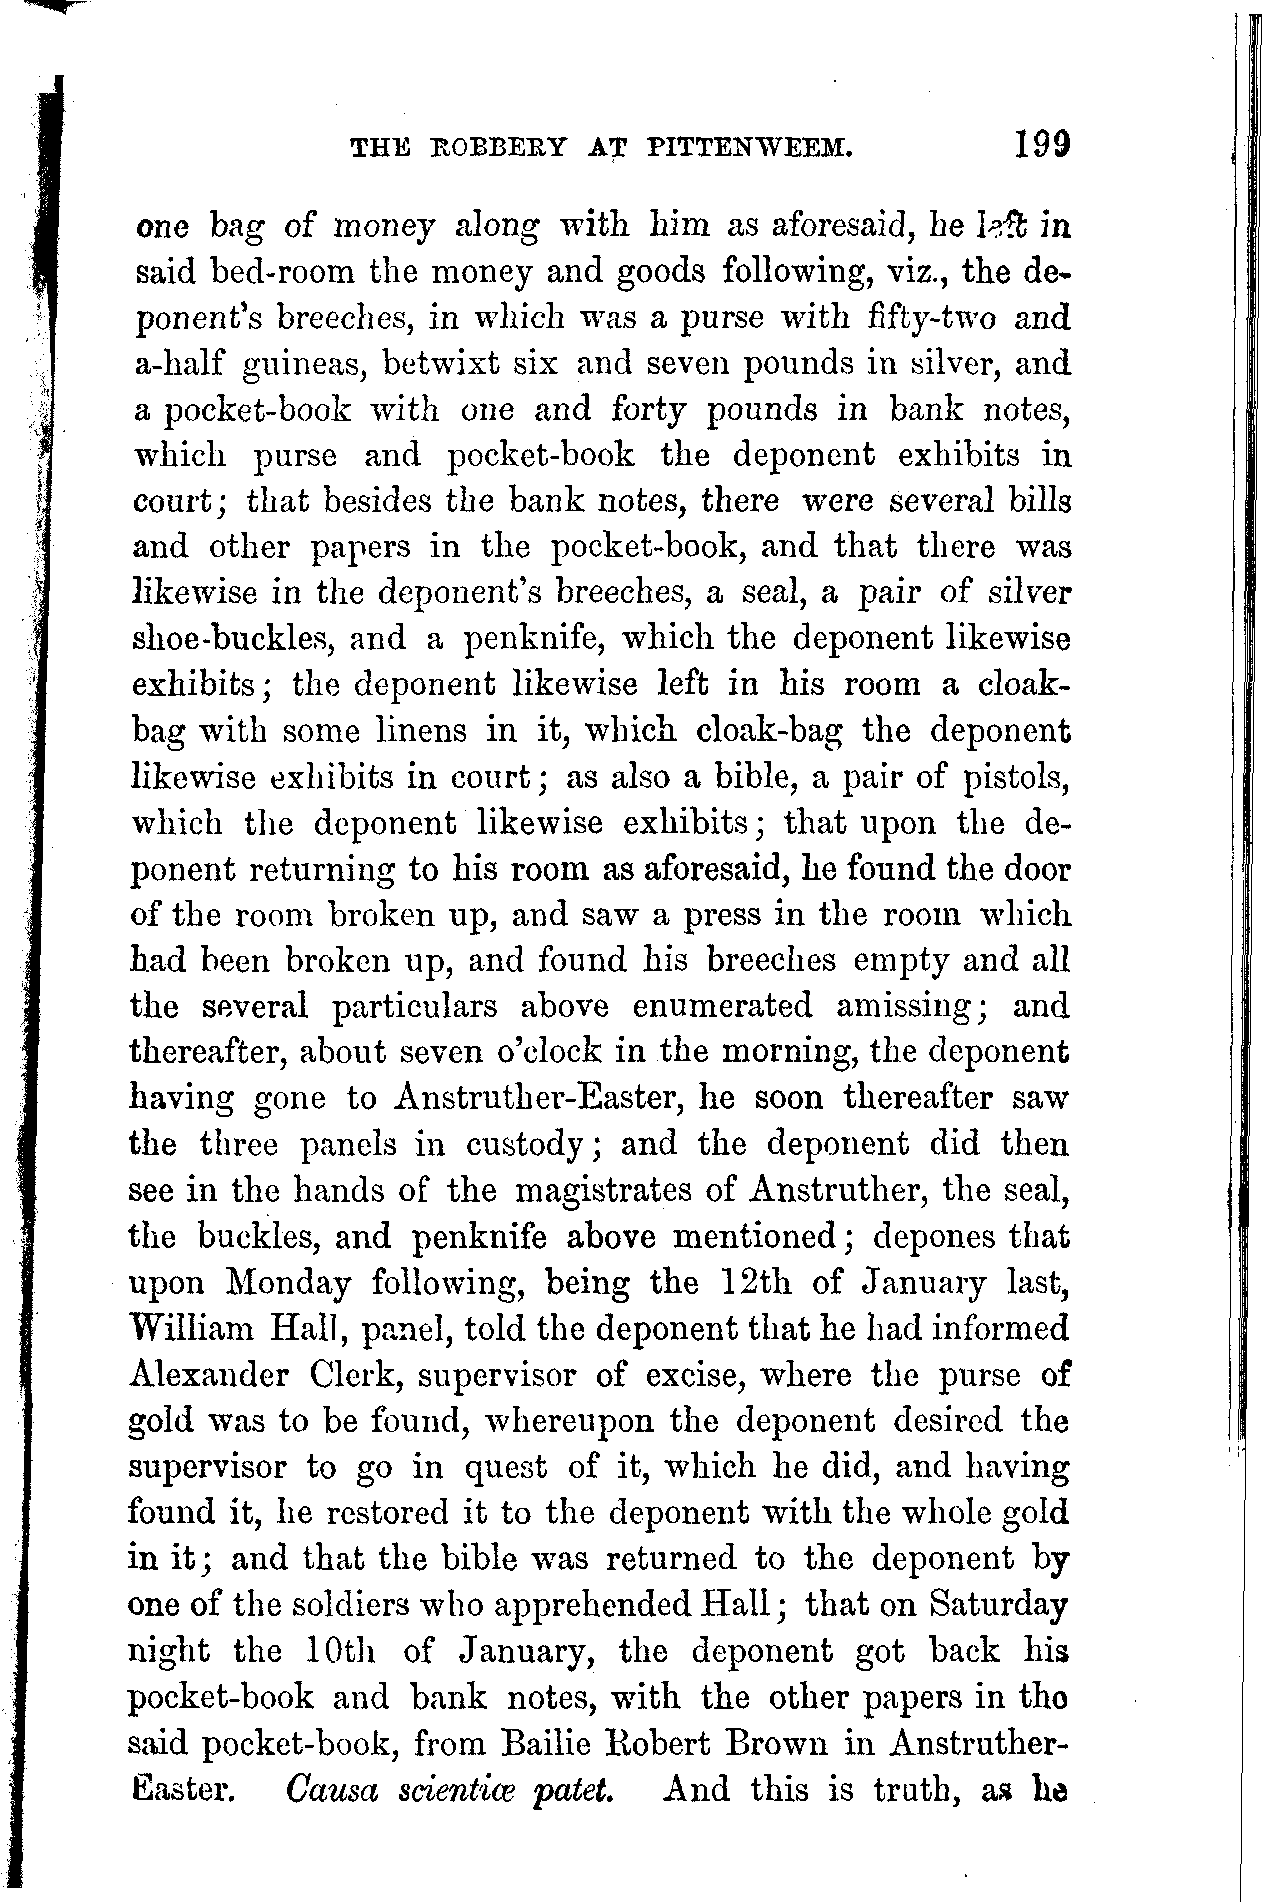 THE ROBBERY AT PITTENWEEM. 199
one bag of money along with him as aforesaid, he left in
said bed-room the money and goods following, viz., the de-
ponent's breeches, in which was a purse with fifty-two and
a-half guineas, betwixt six and seven pounds in silver, and
a pocket-book with one and forty pounds in bank notes,
which purse and pocket-book the deponent exhibits in
court; that besides the bank notes, there were several bills
and other papers in the pocket-book, and that there was
likewise in the deponent's breeches, a seal, a pair of silver
shoe-buckles, and a penknife, which the deponent likewise
exhibits; the deponent likewise left in his room a cloak-
bag with some linens in it, which cloak-bag the deponent
likewise exhibits in court; as also a bible, a pair of pistols,
which the deponent likewise exhibits; that upon the de-
ponent returning to his room as aforesaid, he found the door
of the room broken up, and saw a press in the room which
had been broken up, and found his breeches empty and all
the several particulars above enumerated amissing; and
thereafter, about seven o'clock in the morning, the deponent
having gone to Anstruther-Easter, he soon thereafter saw
the three panels in custody; and the deponent did then
see in the hands of the magistrates of Anstruther, the seal,
the buckles, and penknife above mentioned; depones that
upon Monday following, being the 12th of January last,
William Hall, panel, told the deponent that he had informed
Alexander Clerk, supervisor of excise, where the purse of
gold was to be found, whereupon the deponent desired the
supervisor to go in quest of it, which he did, and having
found it, he restored it to the deponent with the whole gold
in it; and that the bible was returned to the deponent by
one of the soldiers who apprehended Hall; that on Saturday
night the 10th of January, the deponent got back his
pocket-book and bank notes, with the other papers in the
said pocket-book, from Bailie Robert Brown in Anstruther-
Easter. Causa scientiæ patet. And this is truth, as he